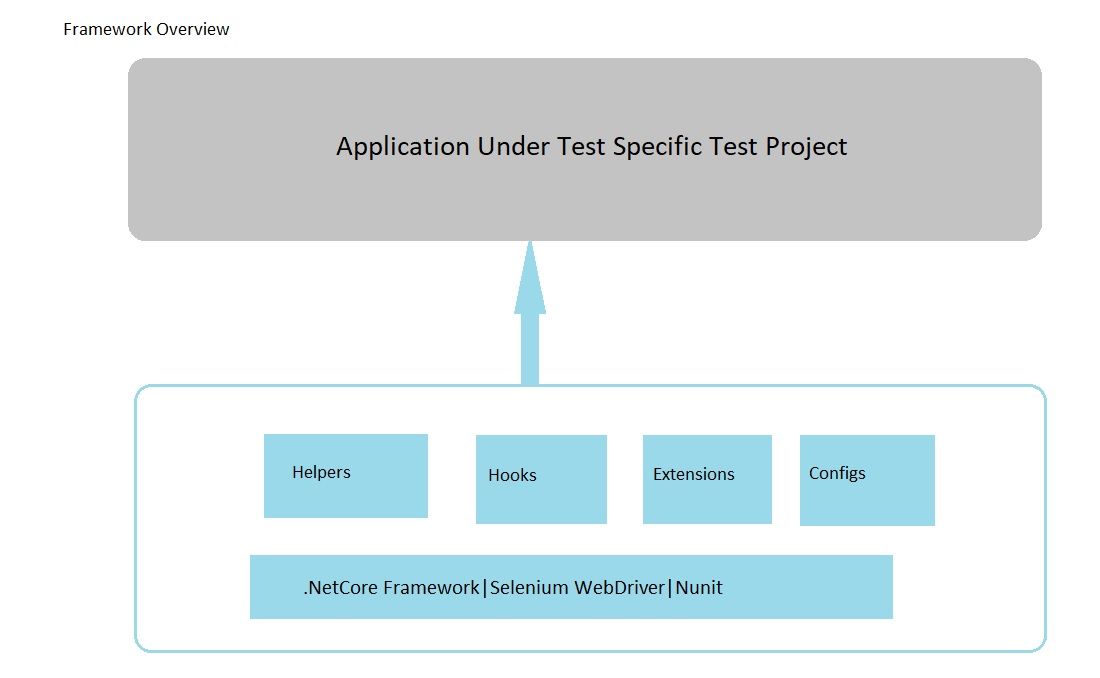 Framework Overview
Application Under Test Specific Test Project
Helpers
Hooks
Extensions
Configs
.NetCore Framework|Selenium WebDriver|Nunit